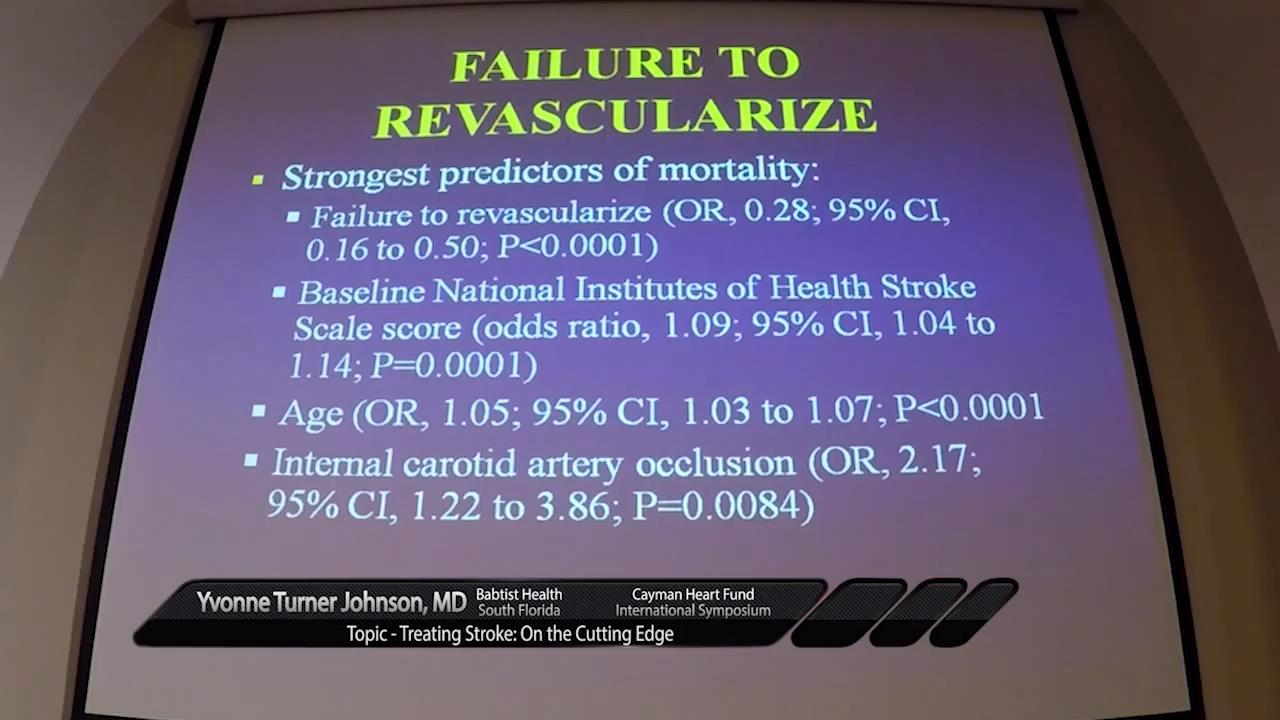 FAILURE TO
REVASCULARIZE
▪ Strongest predictors of mortality:
▪ Failure to revascularize (OR, 0.28; 95% CI,
0.16 to 0.50; P<0.0001)
▪ Baseline National Institutes of Health Stroke
Scale score (odds ratio, 1.09; 95% CI, 1.04 to
1.14; P=0.0001)
▪ Age (OR, 1.05; 95% CI, 1.03 to 1.07; P<0.0001
▪ Internal carotid artery occlusion (OR, 2.17;
95% CI, 1.22 to 3.86; P=0.0084)
Yvonne Turner Johnson, MD
Babtist Health
South Florida
Cayman Heart Fund
International Symposium
Topic - Treating Stroke: On the Cutting Edge